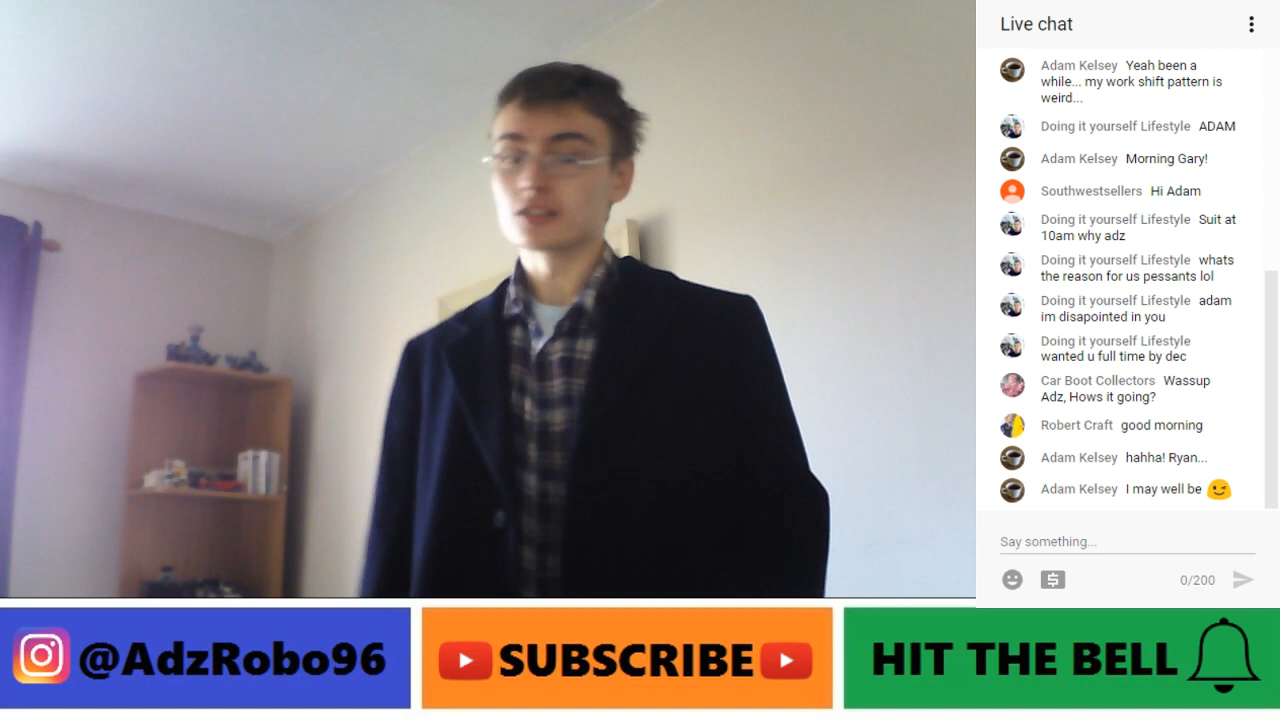 Live chat
Adam Kelsey Yeah been a
while... my work shift pattern is
weird...
Doing it yourself Lifestyle ADAM
Adam Kelsey Morning Gary!
Southwestsellers Hi Adam
Doing it yourself Lifestyle Suit at
10am why adz
Doing it yourself Lifestyle whats
the reason for us pessants lol
Doing it yourself Lifestyle adam
im disapointed in you
Doing it yourself Lifestyle
wanted u full time by dec
Car Boot Collectors Wassup
Adz, Hows it going?
Robert Craft good morning
Adam Kelsey hahha! Ryan...
Adam Kelsey I may well be 😉
Say something...
0/200
@AdzRobo96
SUBSCRIBE
HIT THE BELL